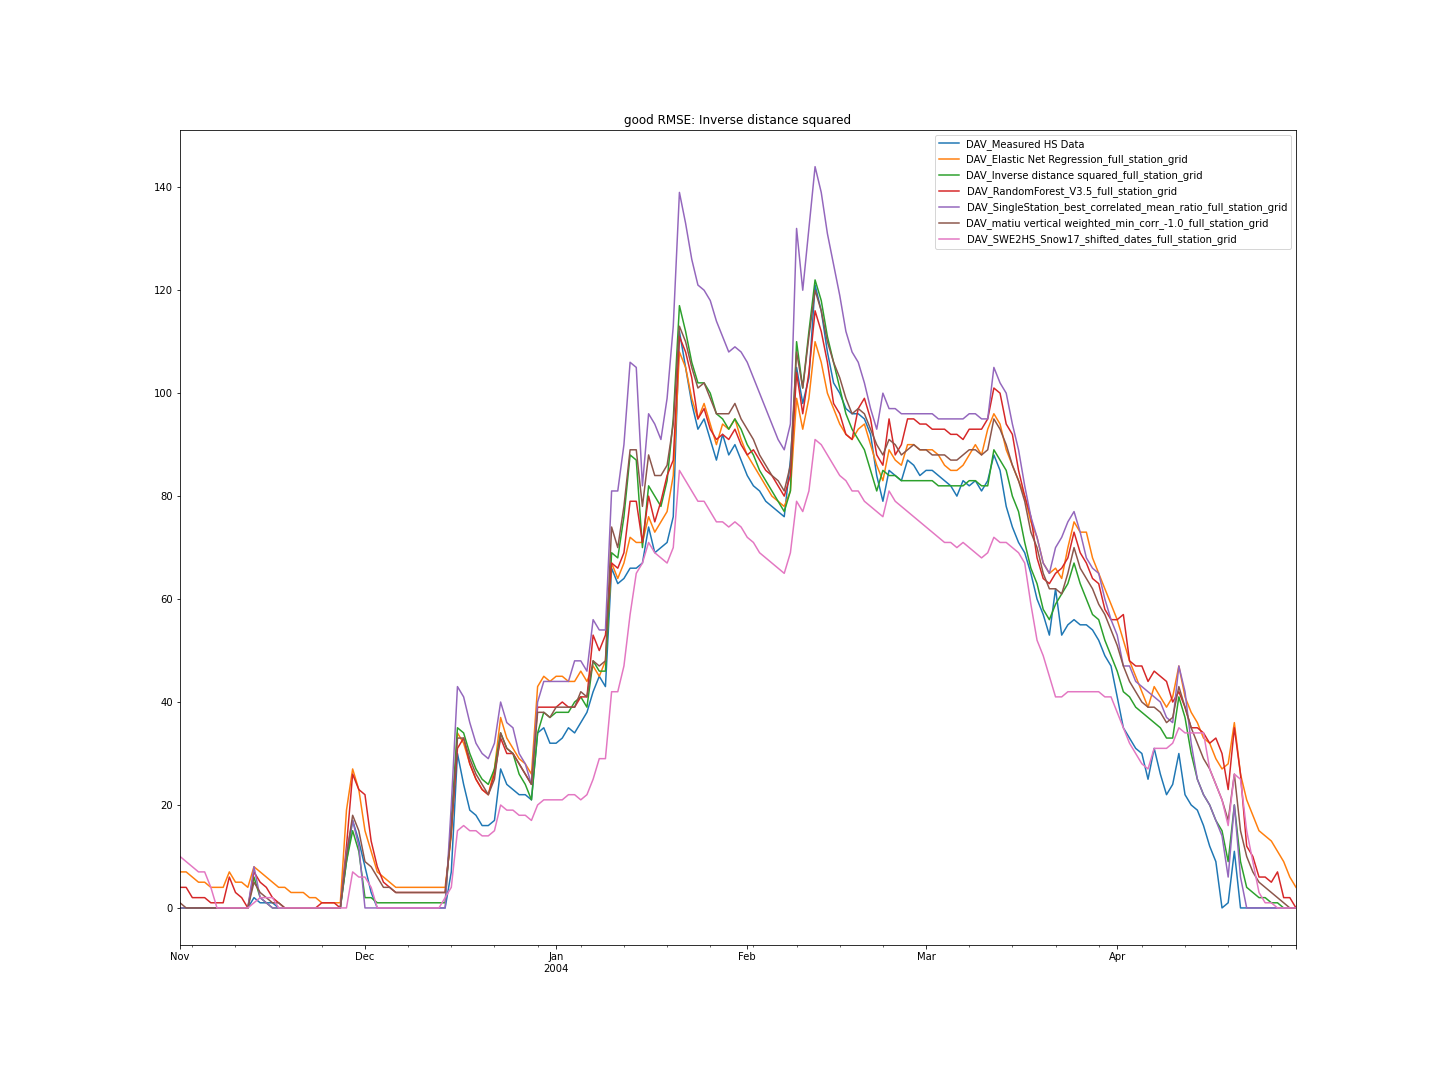 good RMSE: Inverse distance squared
DAV_Measured HS Data
DAV_Elastic Net Regression_full_station_grid
DAV_Inverse distance squared_full_station_grid
DAV_RandomForest_V3.5_full_station_grid
DAV_SingleStation_best_correlated_mean_ratio_full_station_grid
DAV_matiu vertical weighted_min_corr_-1.0_full_station_grid
DAV_SWE2HS_Snow17_shifted_dates_full_station_grid
140
120
100
80
60
40
20
0
Nov Dec Jan Feb Mar Apr
2004